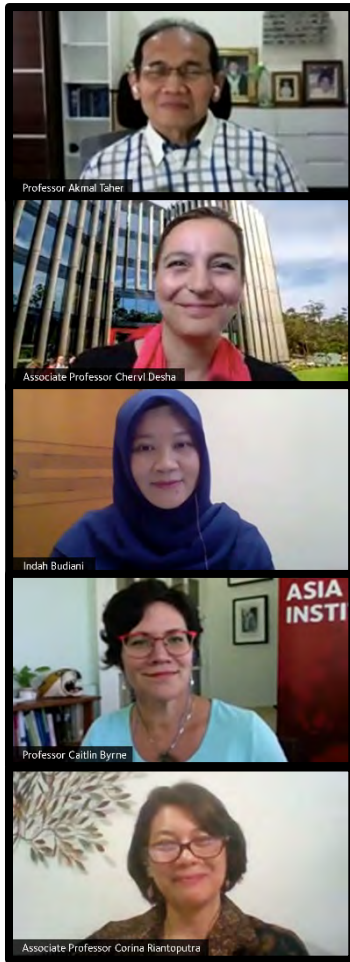 Professor Akmal Taher
Associate Professor Cheryl Desha
Indah Budiani
ASIA
INSTI
Professor Caitlin Byrne
Associate Professor Corina Riantoputra